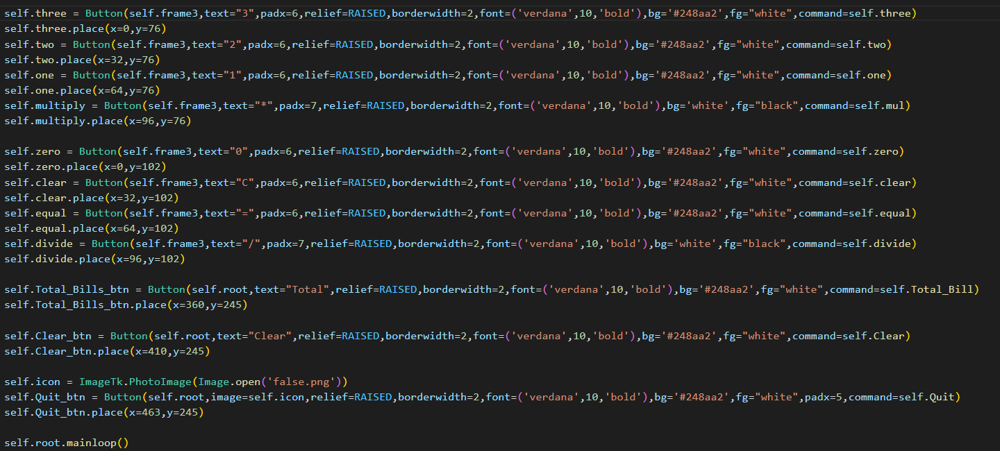 self.three = Button(self.frame3,text="3",padx=6,relief=RAISED,borderwidth=2,font=('verdana',10,'bold'),bg='#248aa2',fg="white",command=self.three)
self.three.place(x=0,y=76)
self.two = Button(self.frame3,text="2",padx=6,relief=RAISED,borderwidth=2,font=('verdana',10,'bold'),bg='#248aa2',fg="white",command=self.two)
self.two.place(x=32,y=76)
self.one = Button(self.frame3,text="1",padx=6,relief=RAISED,borderwidth=2,font=('verdana',10,'bold'),bg='#248aa2',fg="white",command=self.one)
self.one.place(x=64,y=76)
self.multiply = Button(self.frame3,text="*",padx=7,relief=RAISED,borderwidth=2,font=('verdana',10,'bold'),bg='white',fg="black",command=self.mul)
self.multiply.place(x=96,y=76)
self.zero = Button(self.frame3,text="0",padx=6,relief=RAISED,borderwidth=2,font=('verdana',10,'bold'),bg='#248aa2',fg="white",command=self.zero)
self.zero.place(x=0,y=102)
self.clear = Button(self.frame3,text="C",padx=6,relief=RAISED,borderwidth=2,font=('verdana',10,'bold'),bg='#248aa2',fg="white",command=self.clear)
self.clear.place(x=32,y=102)
self.equal = Button(self.frame3,text="=",padx=6,relief=RAISED,borderwidth=2,font=('verdana',10,'bold'),bg='#248aa2',fg="white",command=self.equal)
self.equal.place(x=64,y=102)
self.divide = Button(self.frame3,text="/",padx=7,relief=RAISED,borderwidth=2,font=('verdana',10,'bold'),bg='white',fg="black",command=self.divide)
self.divide.place(x=96,y=102)
self.Total_Bills_btn = Button(self.root,text="Total",relief=RAISED,borderwidth=2,font=('verdana',10,'bold'),bg='#248aa2',fg="white",command=self.Total_Bill)
self.Total_Bills_btn.place(x=360,y=245)
self.Clear_btn = Button(self.root,text="Clear",relief=RAISED,borderwidth=2,font=('verdana',10,'bold'),bg='#248aa2',fg="white",command=self.Clear)
self.Clear_btn.place(x=410,y=245)
self.icon = ImageTk.PhotoImage(Image.open('false.png'))
self.Quit_btn = Button(self.root,image=self.icon,relief=RAISED,borderwidth=2,font=('verdana',10,'bold'),bg='#248aa2',fg="white",padx=5,command=self.Quit)
self.Quit_btn.place(x=463,y=245)
self.root.mainloop()